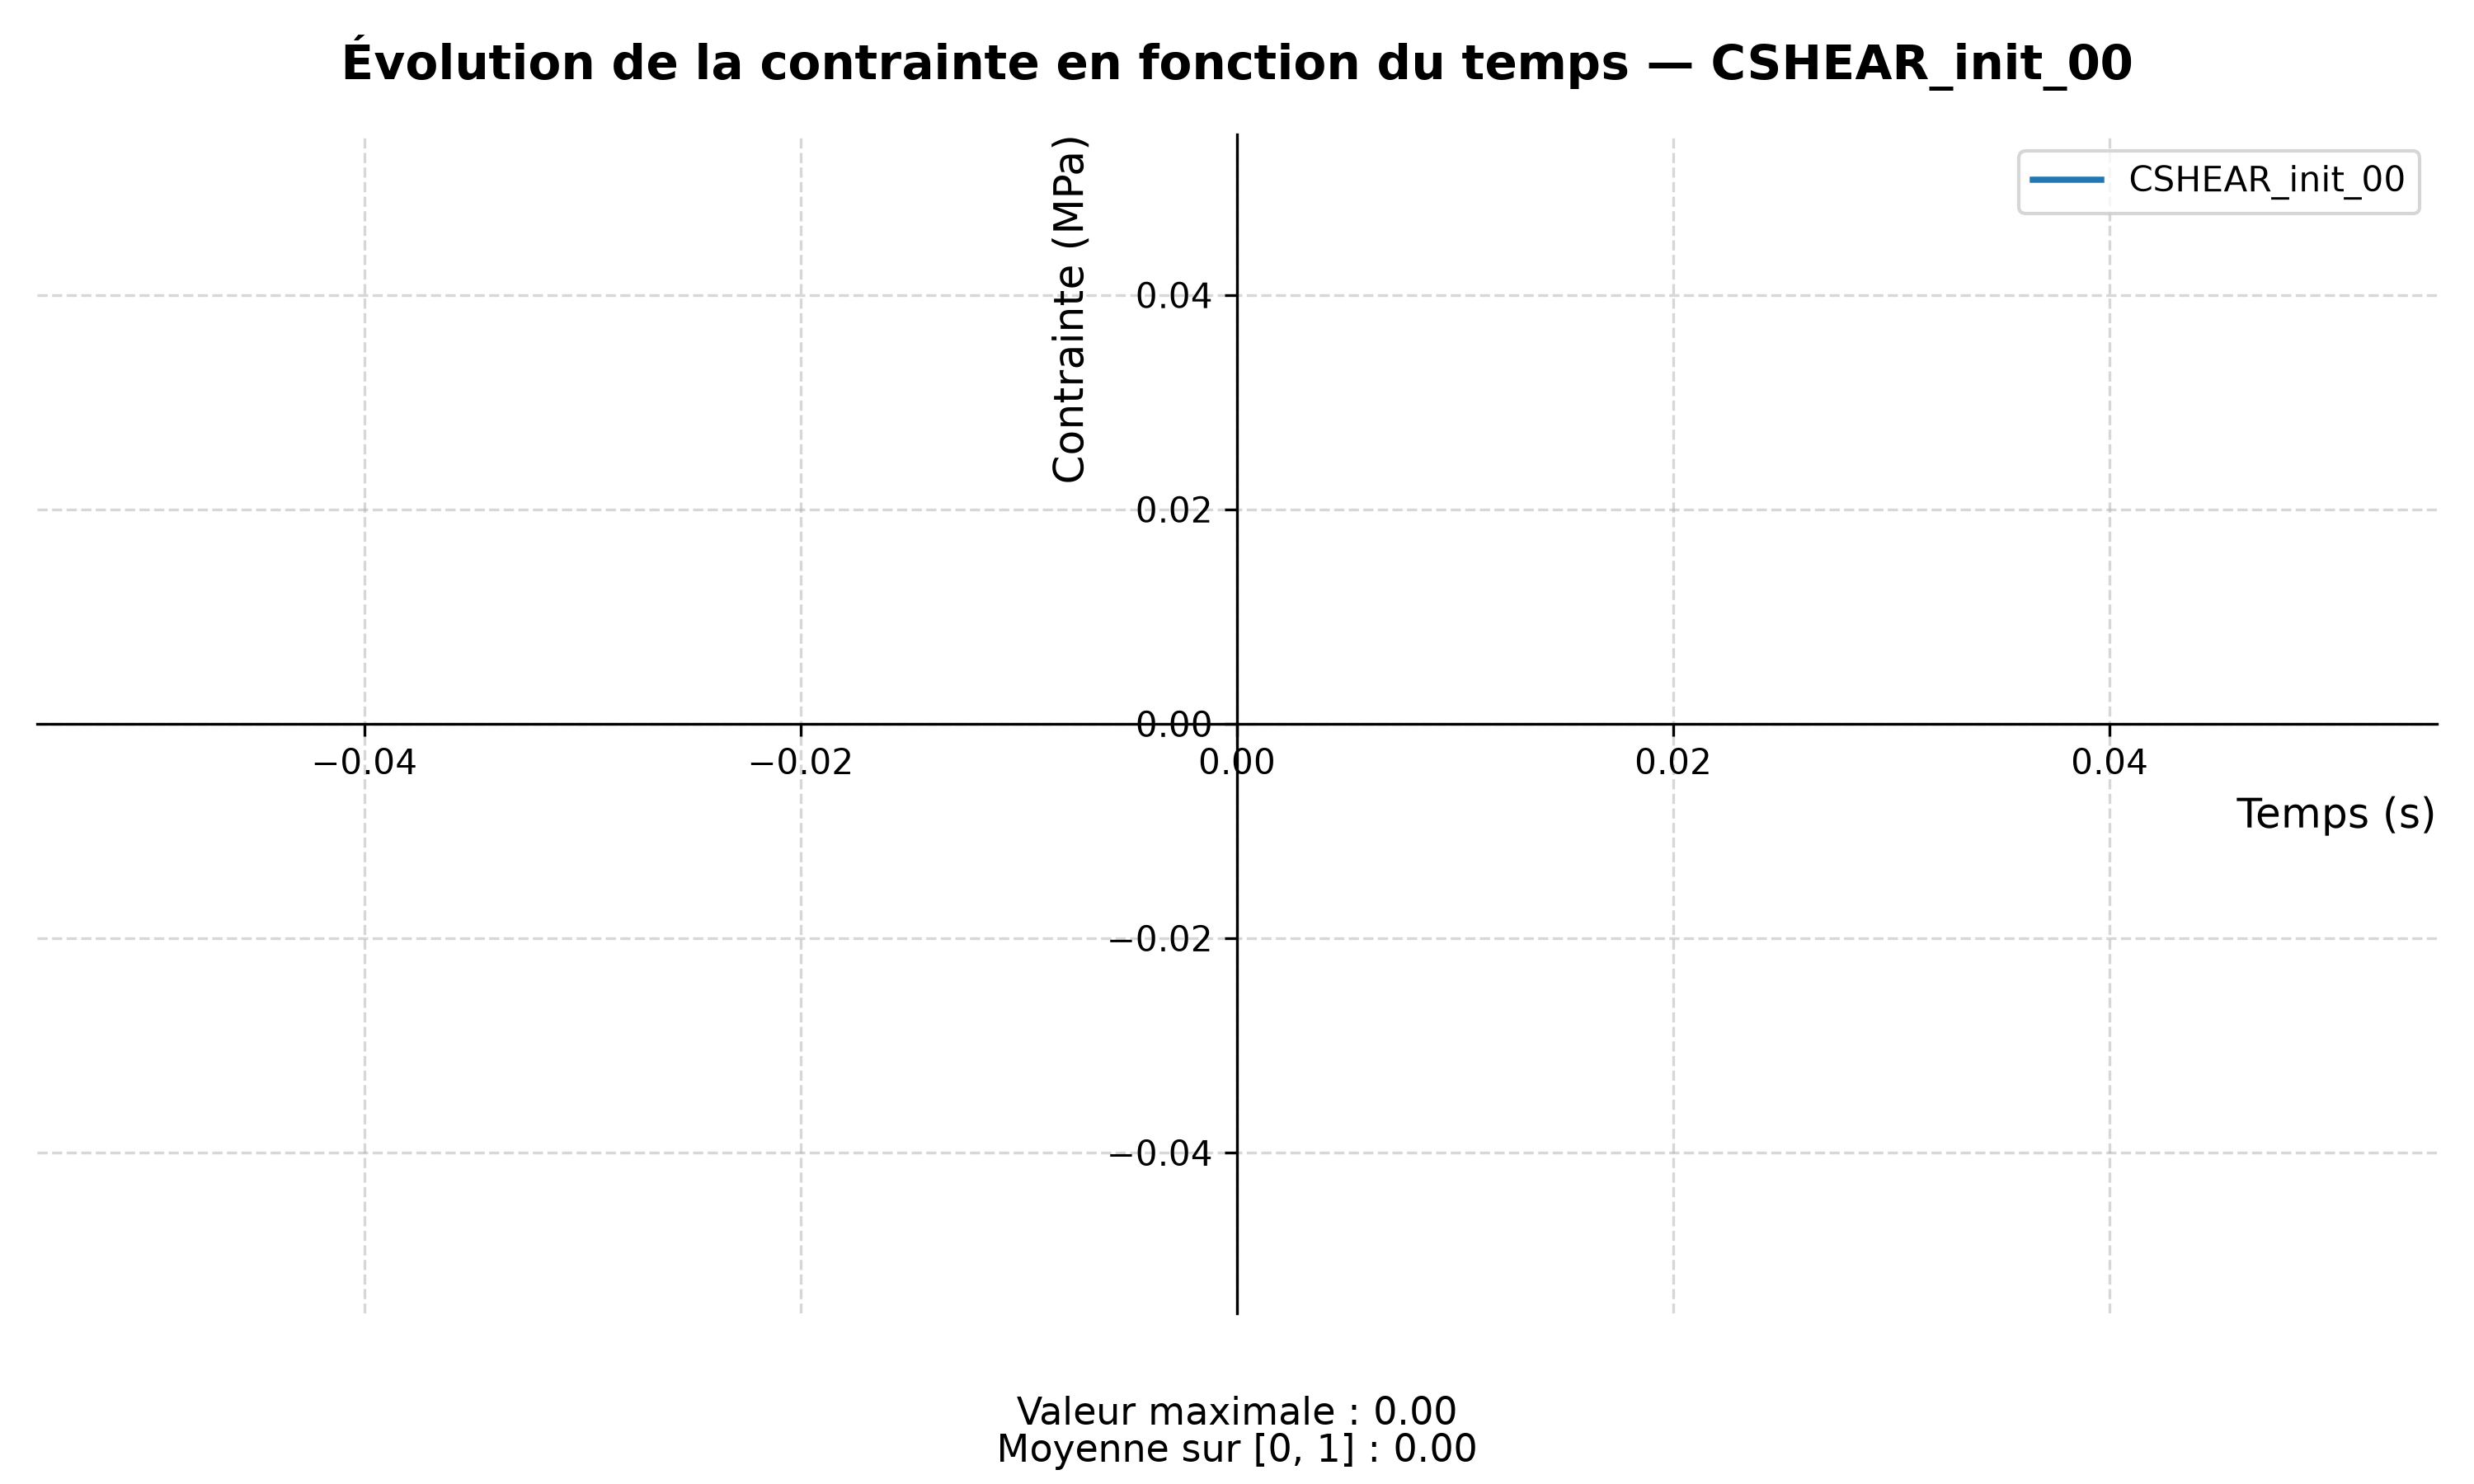 Évolution de la contrainte en fonction du temps — CSHEAR_init_00
CSHEAR_init_00
Contrainte (MPa)
0.04
0.02
0.00
−0.04
−0.02
0.00
0.02
0.04
Temps (s)
−0.02
−0.04
Valeur maximale : 0.00
Moyenne sur [0, 1] : 0.00